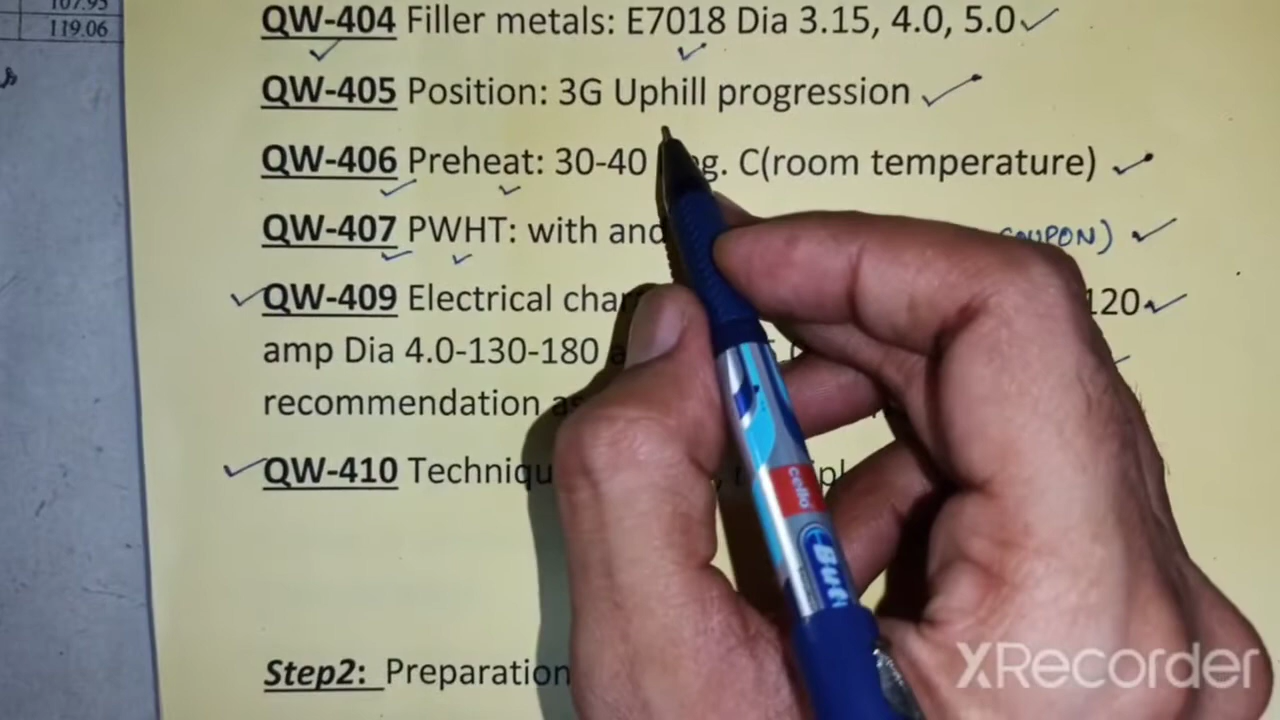 107.95
119.06
QW-404 Filler metals: E7018 Dia 3.15, 4.0, 5.0
QW-405 Position: 3G Uphill progression
QW-406 Preheat: 30-40 C(room temperature)
QW-407 PWHT: with and COUPON)
QW-409 Electrical 120
amp Dia 4.0-130-180
recommendation
QW-410
Step2: Preparation
cello
XRecorder